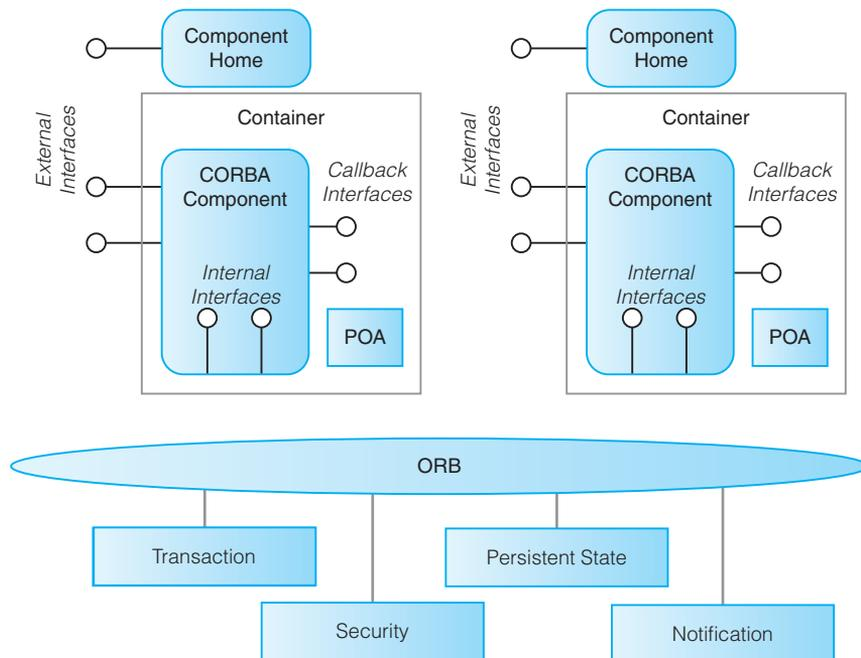 Component
Home
External
Interfaces
Container
CORBA
Component
Callback
Interfaces
Internal
Interfaces
POA
Component
Home
External
Interfaces
Container
CORBA
Component
Callback
Interfaces
Internal
Interfaces
POA
ORB
Transaction
Persistent State
Security
Notification